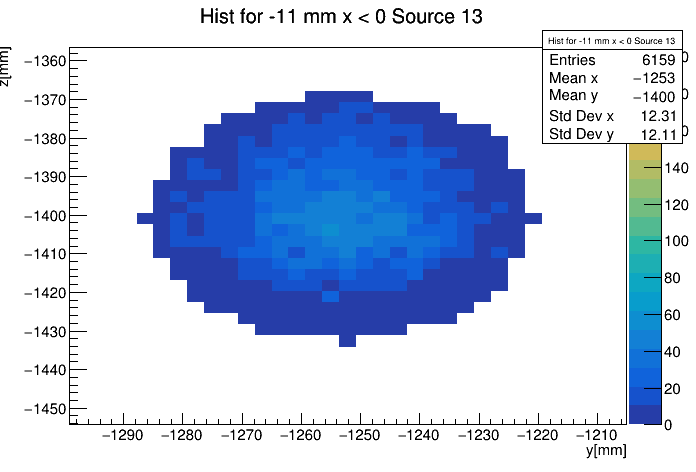 Hist for -11 mm x < 0 Source 13
Hist for -11 mm x < 0 Source 13
Entries 6159
Mean x −1253
Mean y −1400
Std Dev x 12.31
Std Dev y 12.11
z[mm]
−1360
−1370
−1380
−1390
−1400
−1410
−1420
−1430
−1440
−1450
140
120
100
80
60
40
20
0
−1290 −1280 −1270 −1260 −1250 −1240 −1230 −1220 −1210
y[mm]